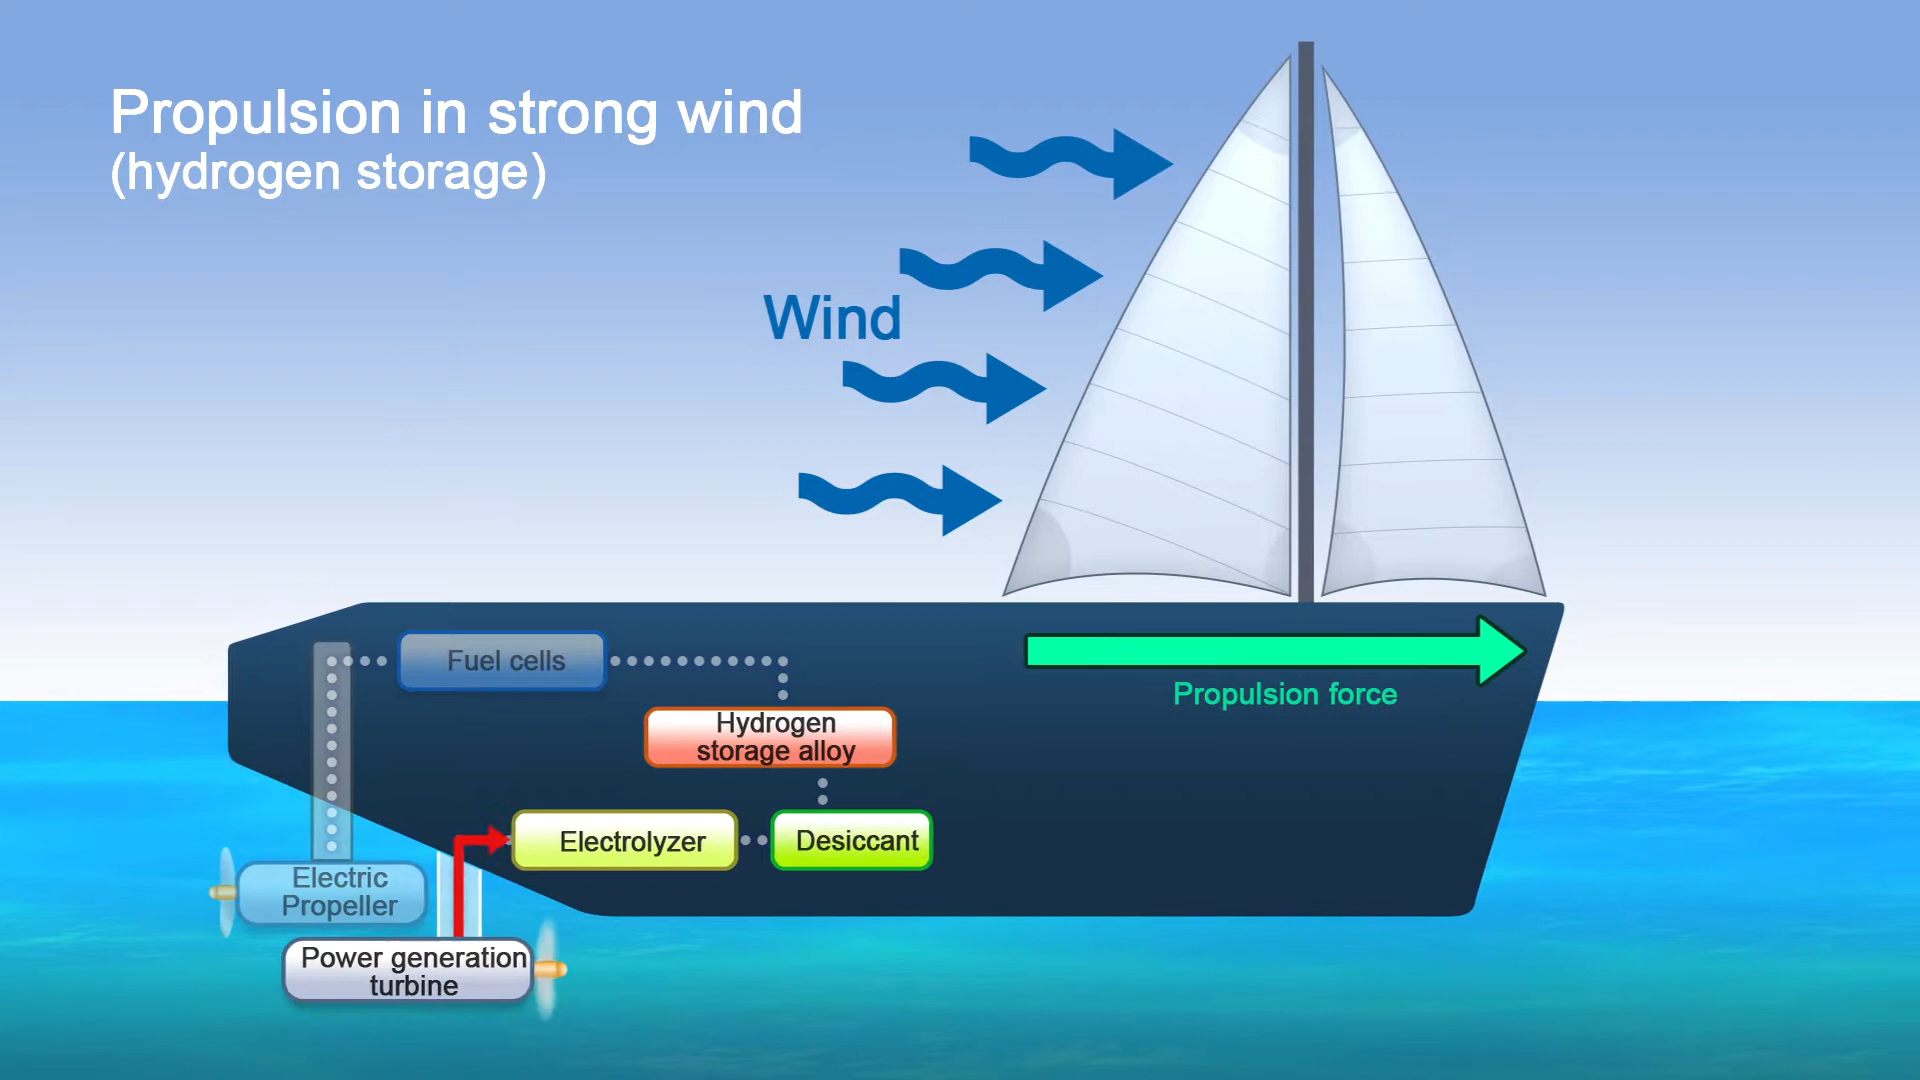 Propulsion in strong wind
(hydrogen storage)
Wind
Fuel cells
Propulsion force
Hydrogen
storage alloy
Electrolyzer
Desiccant
Electric
Propeller
Power generation
turbine